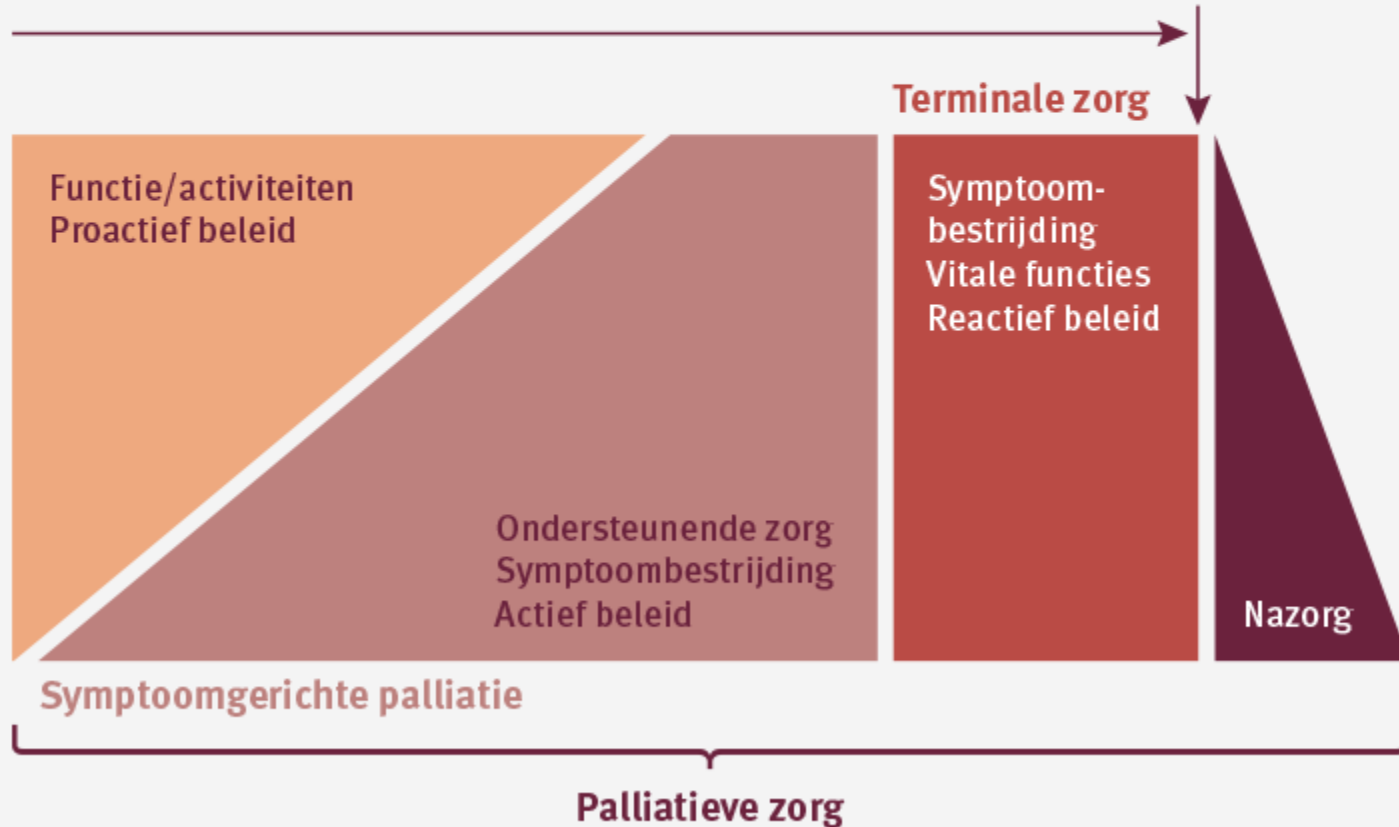 Terminale zorg
Functie/activiteiten
Proactief beleid
Symptoom-
bestrijding
Vitale functies
Reactief beleid
Ondersteunende zorg
Symptoombestrijding
Actief beleid
Nazorg
Symptoomgerichte palliatie
Palliatieve zorg